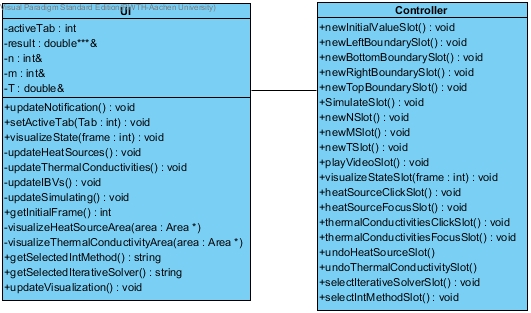 Visual Paradigm Standard Edition(RWTH Aachen University)
UI
-activeTab : int
-result : double***&
-n : int&
-m : int&
-T : double&
+updateNotification() : void
+setActiveTab(Tab : int) : void
+visualizeState(frame : int) : void
-updateHeatSources() : void
-updateThermalConductivities() : void
-updateIBVs() : void
-updateSimulating() : void
+getInitialFrame() : int
-visualizeHeatSourceArea(area : Area *)
-visualizeThermalConductivityArea(area : Area *)
+getSelectedIntMethod() : string
+getSelectedIterativeSolver() : string
+updateVisualization() : void
Controller
+newInitialValueSlot() : void
+newLeftBoundarySlot() : void
+newBottomBoundarySlot() : void
+newRightBoundarySlot() : void
+newTopBoundarySlot() : void
+SimulateSlot() : void
+newNSlot() : void
+newMSlot() : void
+newTSlot() : void
+playVideoSlot() : void
+visualizeStateSlot(frame : int) : void
+heatSourceClickSlot() : void
+heatSourceFocusSlot() : void
+thermalConductivitiesClickSlot() : void
+thermalConductivitiesFocusSlot() : void
+undoHeatSourceSlot()
+undoThermalConductivitySlot()
+selectIterativeSolverSlot() : void
+selectIntMethodSlot() : void